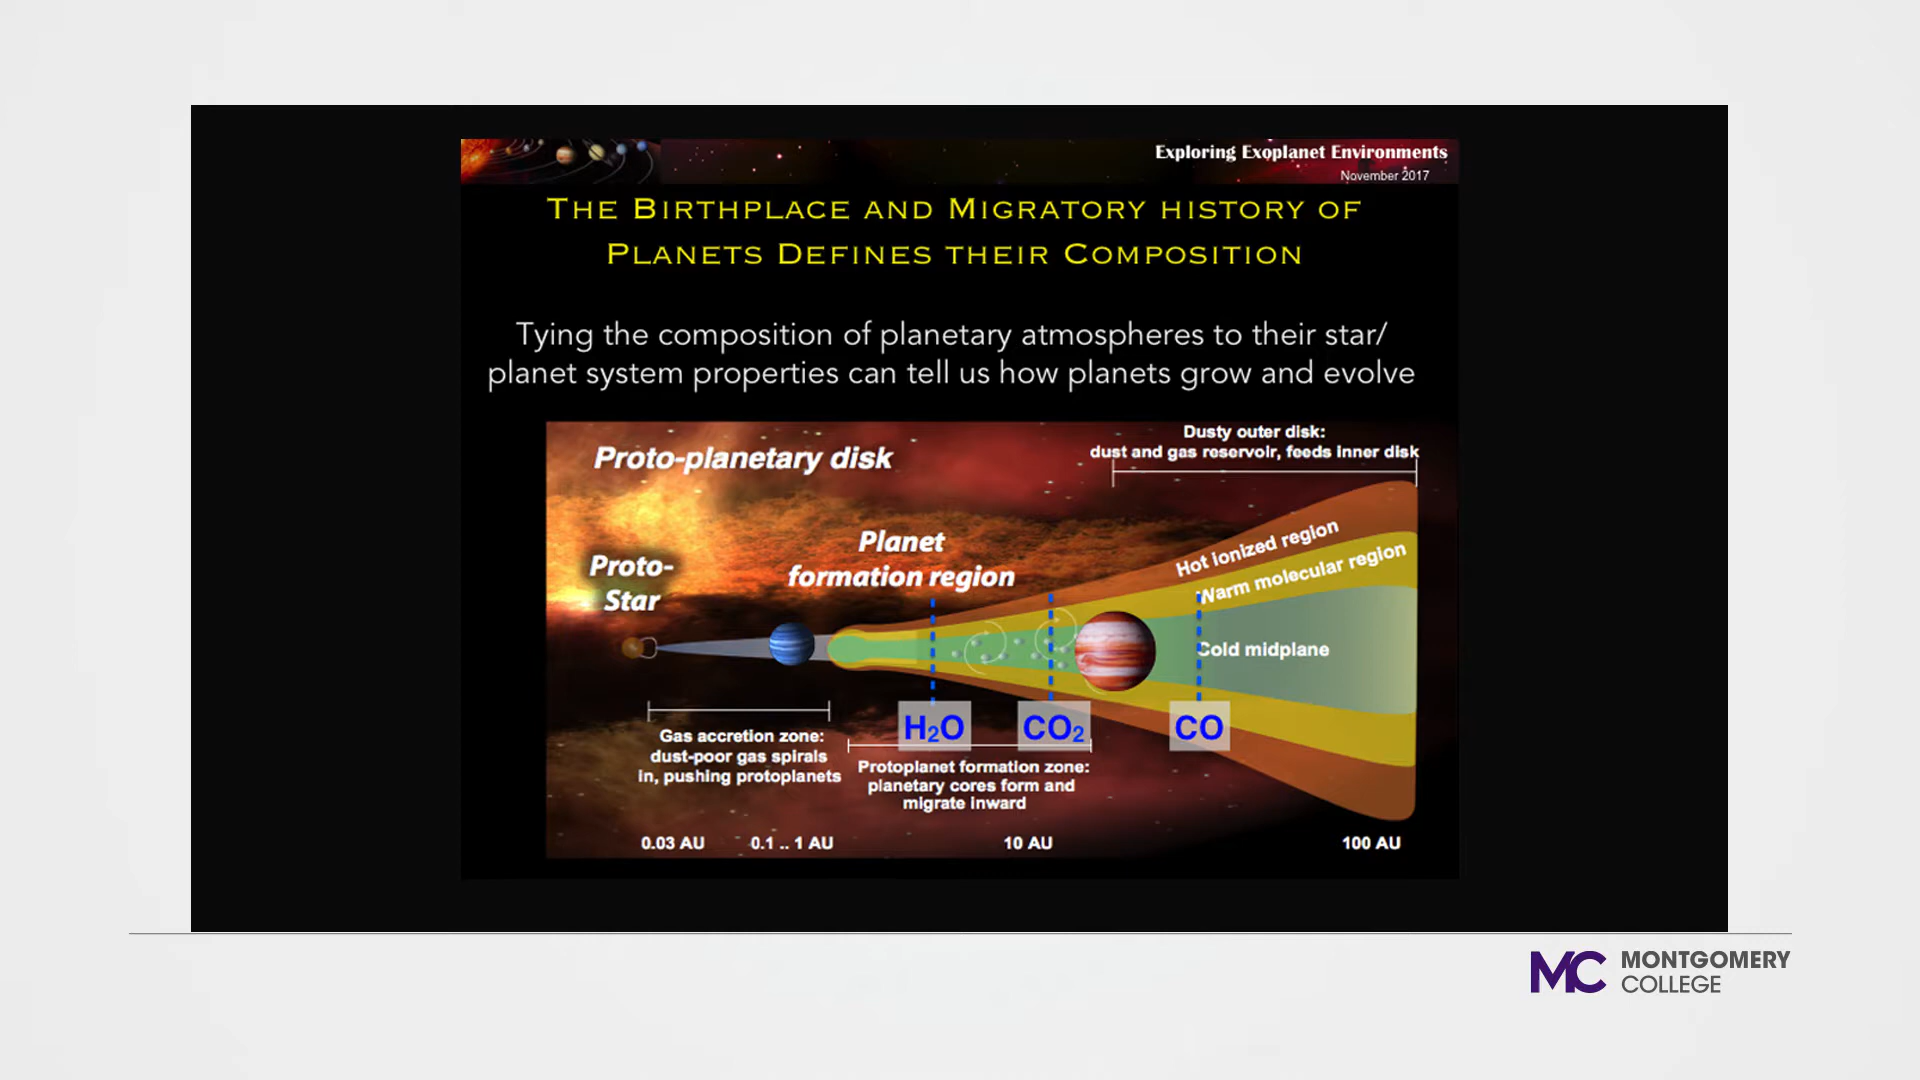 Exploring Exoplanet Environments
November 2017
THE BIRTHPLACE AND MIGRATORY HISTORY OF
PLANETS DEFINES THEIR COMPOSITION
Tying the composition of planetary atmospheres to their star/
planet system properties can tell us how planets grow and evolve
Dusty outer disk:
dust and gas reservoir, feeds inner disk
Proto-planetary disk
Planet
formation region
Proto-
Star
Hot ionized region
Warm molecular region
Cold midplane
H₂O
CO₂
CO
Gas accretion zone:
dust-poor gas spirals
in, pushing protoplanets
Protoplanet formation zone:
planetary cores form and
migrate inward
0.03 AU
0.1 .. 1 AU
10 AU
100 AU
MC MONTGOMERY
COLLEGE